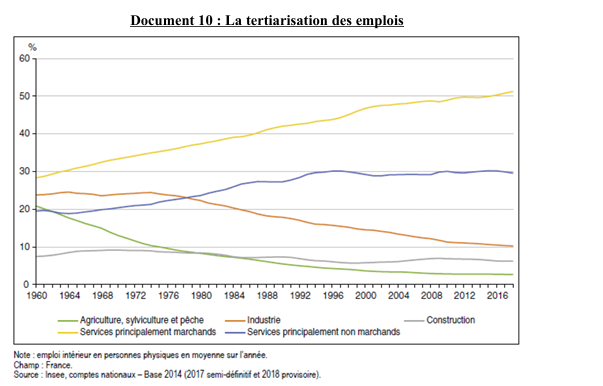 Document 10 : La tertiarisation des emplois
%
60
50
40
30
20
10
0
1960 1964 1968 1972 1976 1980 1984 1988 1992 1996 2000 2004 2008 2012 2016
Agriculture, sylviculture et pêche Industrie Construction
Services principalement marchands Services principalement non marchands
Note : emploi intérieur en personnes physiques en moyenne sur l'année.
Champ : France.
Source : Insee, comptes nationaux – Base 2014 (2017 semi-définitif et 2018 provisoire).